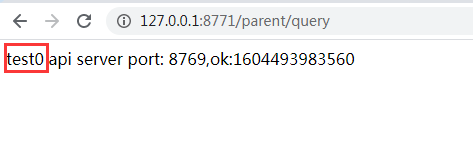 127.0.0.1:8771/parent/query
test0 api server port: 8769,ok:1604493983560